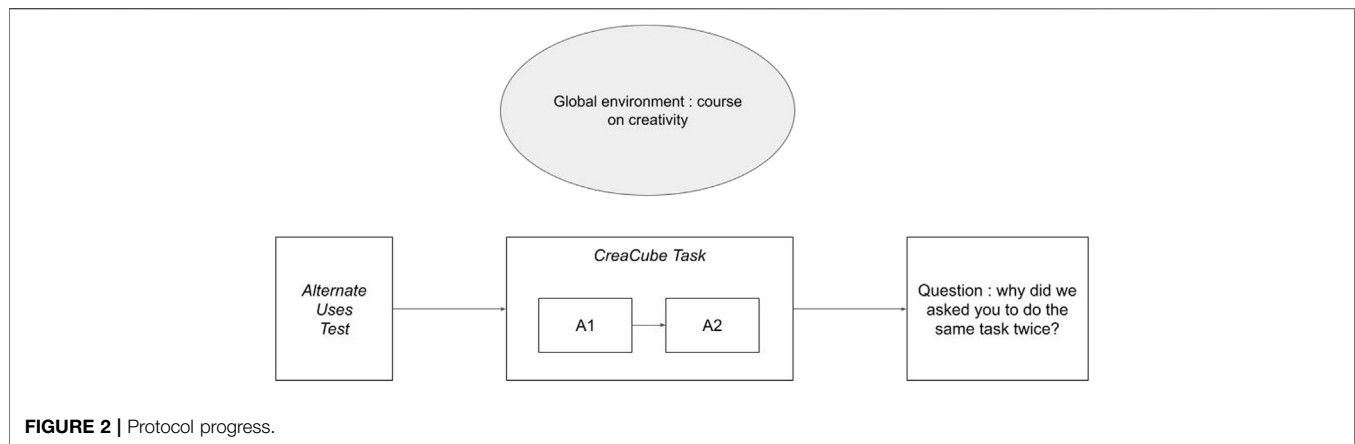 Global environment : course
on creativity
Alternate
Uses
Test
CreaCube Task
A1
A2
Question : why did we
asked you to do the
same task twice?
FIGURE 2 | Protocol progress.